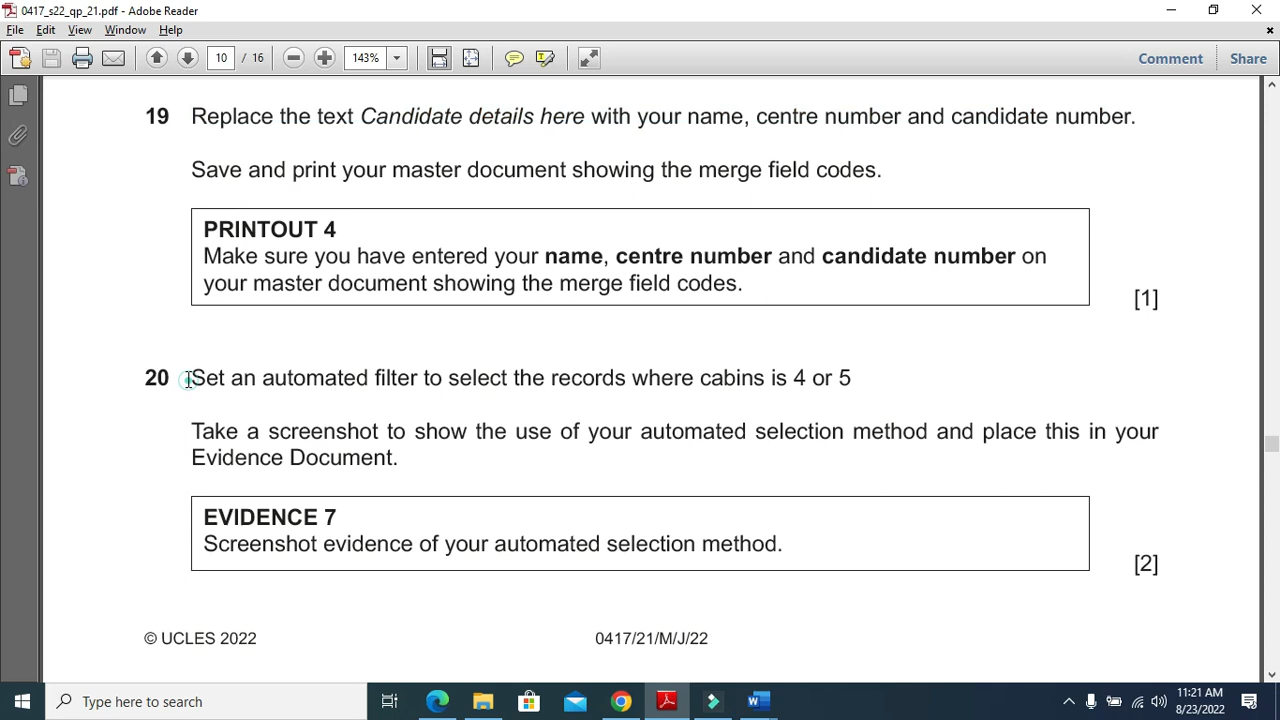 0417_s22_qp_21.pdf - Adobe Reader
File Edit View Window Help
10 / 16 143% Comment Share
19 Replace the text Candidate details here with your name, centre number and candidate number.
Save and print your master document showing the merge field codes.
PRINTOUT 4
Make sure you have entered your name, centre number and candidate number on
your master document showing the merge field codes.
[1]
20 Set an automated filter to select the records where cabins is 4 or 5
Take a screenshot to show the use of your automated selection method and place this in your
Evidence Document.
EVIDENCE 7
Screenshot evidence of your automated selection method.
[2]
© UCLES 2022 0417/21/M/J/22
Type here to search
11:21 AM
8/23/2022